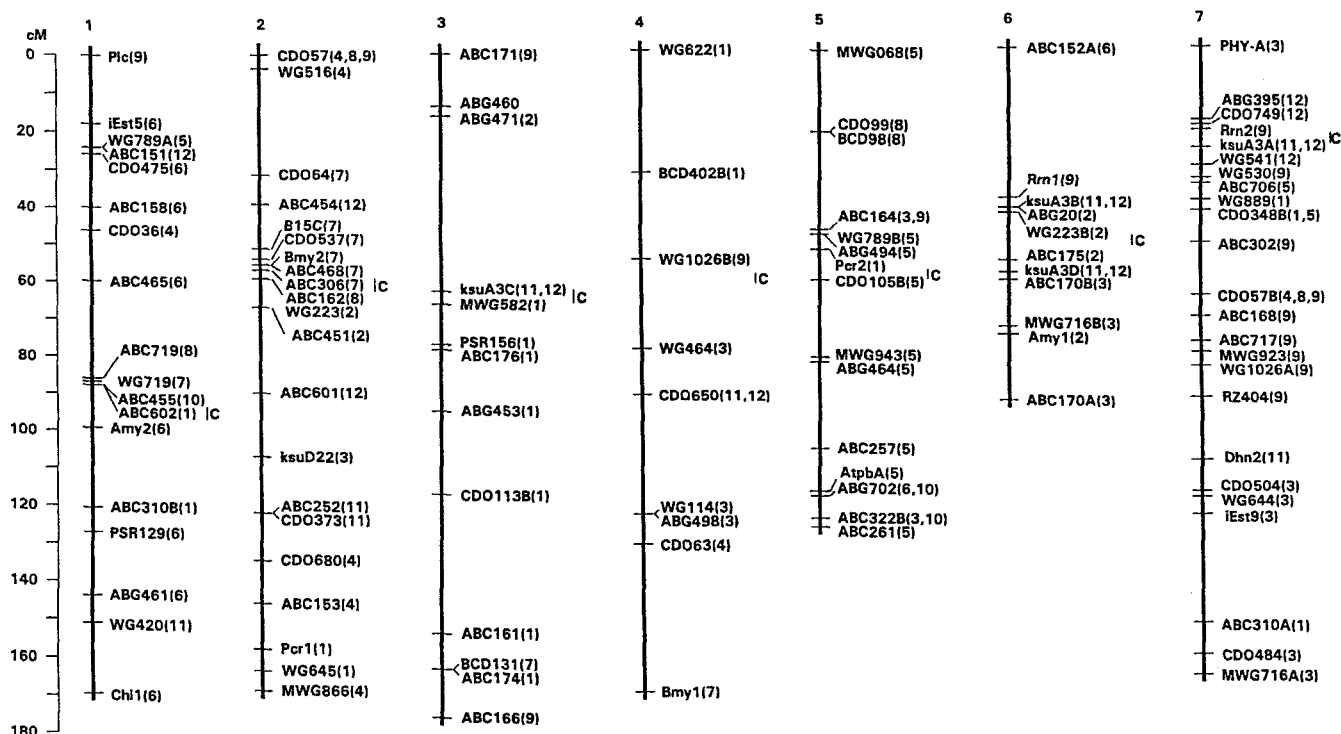 cM
0
20
40
60
80
100
120
140
160
180
1
Plc(9)
iEst5(6)
WG789A(5)
ABC151(12)
CDO475(6)
ABC158(6)
CDO36(4)
ABC465(6)
ABC719(8)
WG719(7)
ABC455(10)
ABC602(1)
C
Amy2(6)
ABC310B(1)
PSR129(6)
ABG461(6)
WG420(11)
Chi1(6)
2
CDO57(4,8,9)
WG516(4)
CDO64(7)
ABC454(12)
B15C(7)
CDO537(7)
Bmy2(7)
ABC468(7)
ABC306(7)
C
ABC162(8)
WG223(2)
ABC451(2)
ABC601(12)
ksuD22(3)
ABC252(11)
CDO373(11)
CDO680(4)
ABC153(4)
Pcr1(1)
WG645(1)
MWG866(4)
3
ABC171(9)
ABG460
ABG471(2)
ksuA3C(11,12)
C
MWG582(1)
PSR156(1)
ABC176(1)
ABG453(1)
CDO113B(1)
ABC161(1)
BCD131(7)
ABC174(1)
ABC166(9)
4
WG622(1)
BCD402B(1)
WG1026B(9)
C
WG464(3)
CDO650(11,12)
WG114(3)
ABG498(3)
CDO63(4)
Bmy1(7)
5
MWG068(5)
CDO99(8)
BCD98(8)
ABC164(3,9)
WG789B(5)
ABG494(5)
Pcr2(1)
C
CDO105B(5)
MWG943(5)
ABG464(5)
ABC257(5)
AtpbA(5)
ABG702(6,10)
ABC322B(3,10)
ABC261(5)
6
ABC152A(6)
Rrn1(9)
ksuA3B(11,12)
ABG20(2)
WG223B(2)
C
ABC175(2)
ksuA3D(11,12)
ABC170B(3)
MWG716B(3)
Amy1(2)
ABC170A(3)
7
PHY-A(3)
ABG395(12)
CDO749(12)
Rrn2(9)
C
ksuA3A(11,12)
WG541(12)
WG530(9)
ABC706(5)
WG889(1)
CDO348B(1,5)
ABC302(9)
CDO57B(4,8,9)
ABC168(9)
ABC717(9)
MWG923(9)
WG1026A(9)
RZ404(9)
Dhn2(11)
CDO504(3)
WG644(3)
iEst9(3)
ABC310A(1)
CDO484(3)
MWG716A(3)